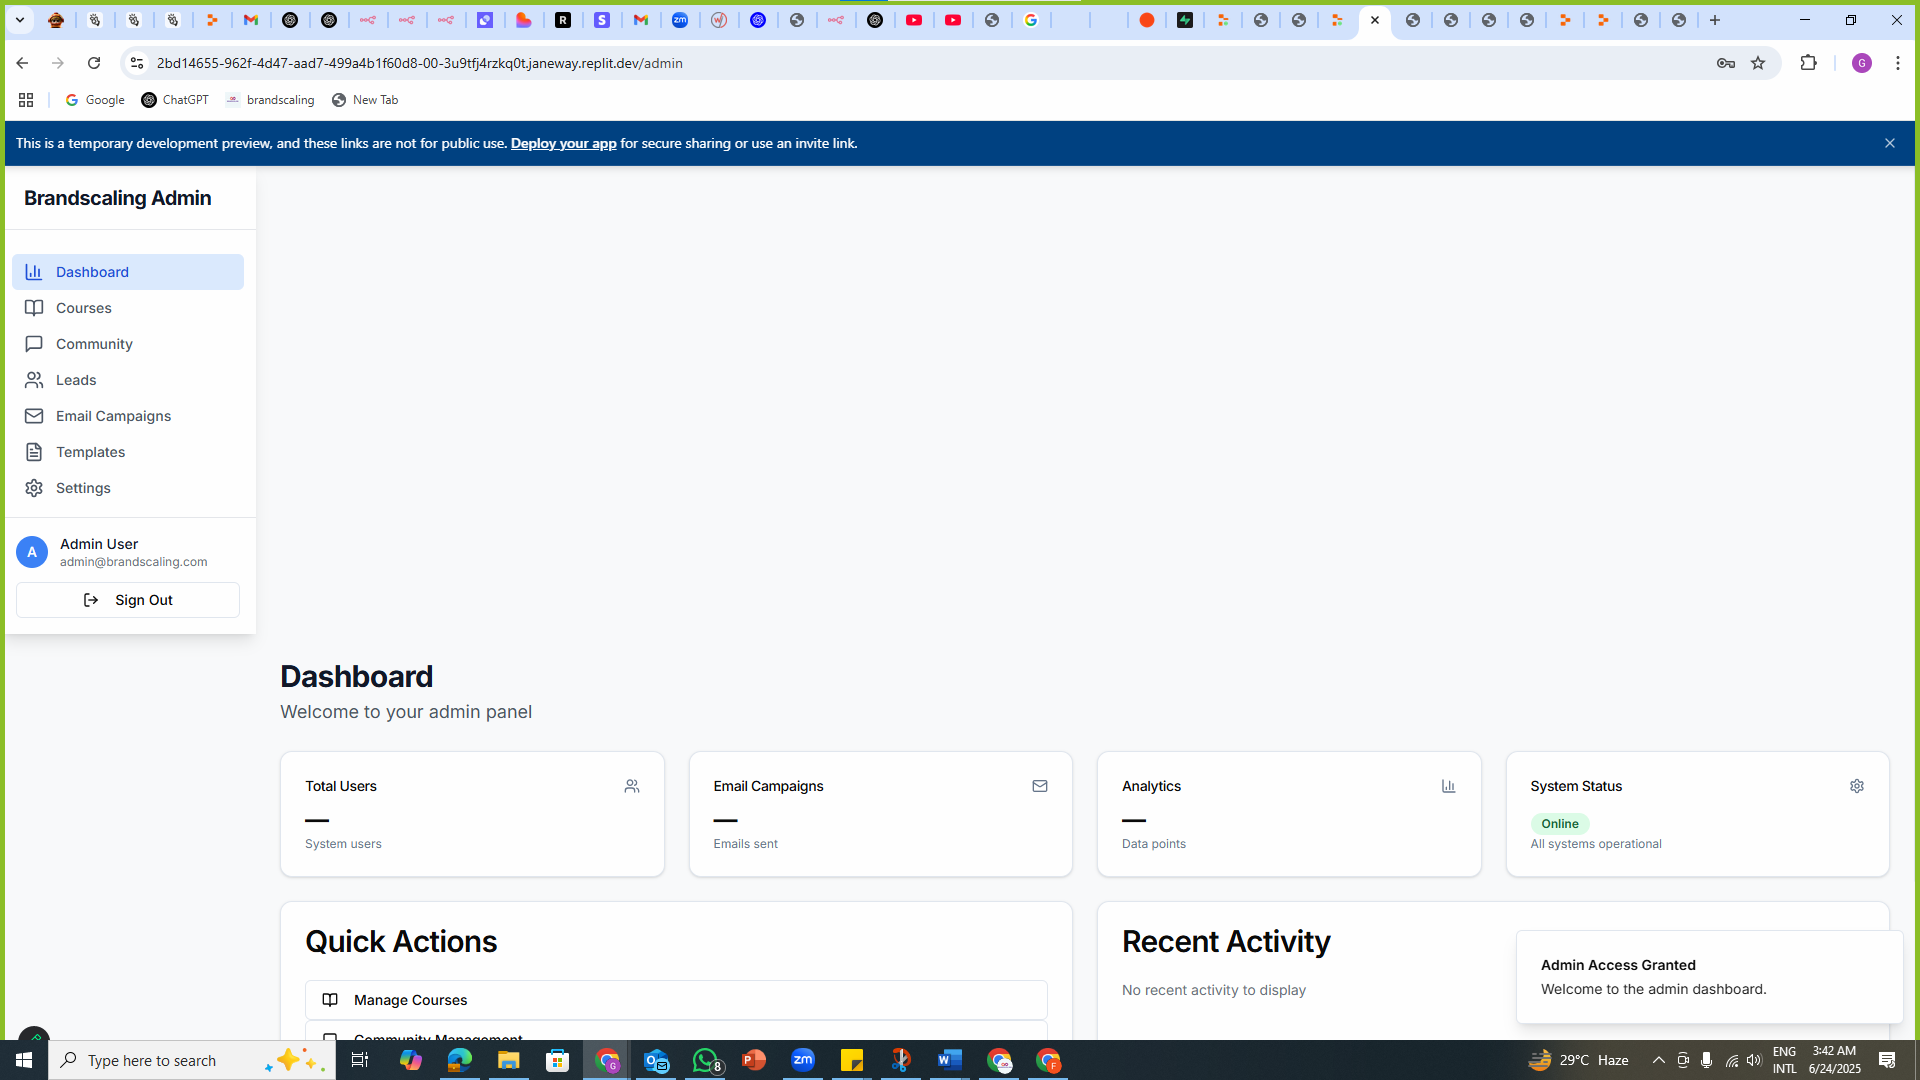 2bd14655-962f-4d47-aad7-499a4b1f60d8-00-3u9tfj4rzkq0t.janeway.replit.dev/admin
Google
ChatGPT
brandscaling
New Tab
This is a temporary development preview, and these links are not for public use. Deploy your app for secure sharing or use an invite link.
Brandscaling Admin
Dashboard
Courses
Community
Leads
Email Campaigns
Templates
Settings
A
Admin User
admin@brandscaling.com
Sign Out
Dashboard
Welcome to your admin panel
Total Users
—
System users
Email Campaigns
—
Emails sent
Analytics
—
Data points
System Status
Online
All systems operational
Quick Actions
Manage Courses
Community Management
Recent Activity
No recent activity to display
Admin Access Granted
Welcome to the admin dashboard.
Type here to search
8
29°C Haze
ENG
INTL
3:42 AM
6/24/2025